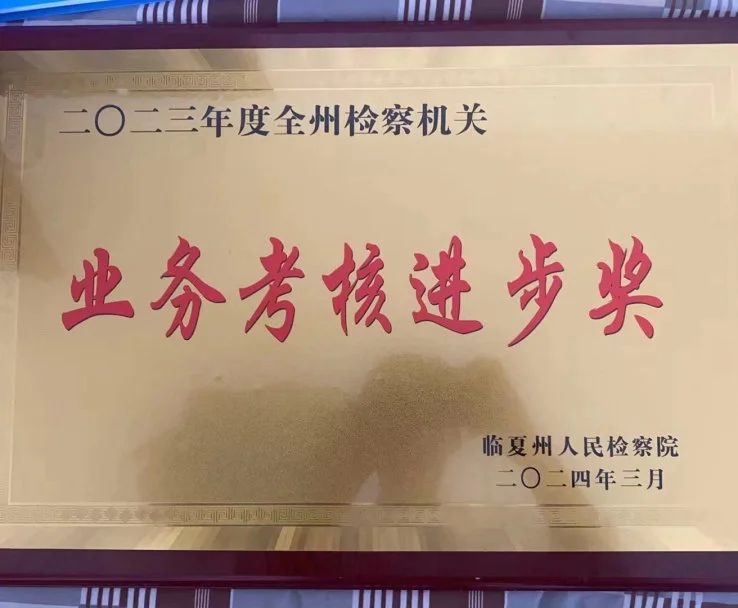 二〇二三年度全州检察机关
业务考核进步奖
临夏州人民检察院
二〇二四年三月